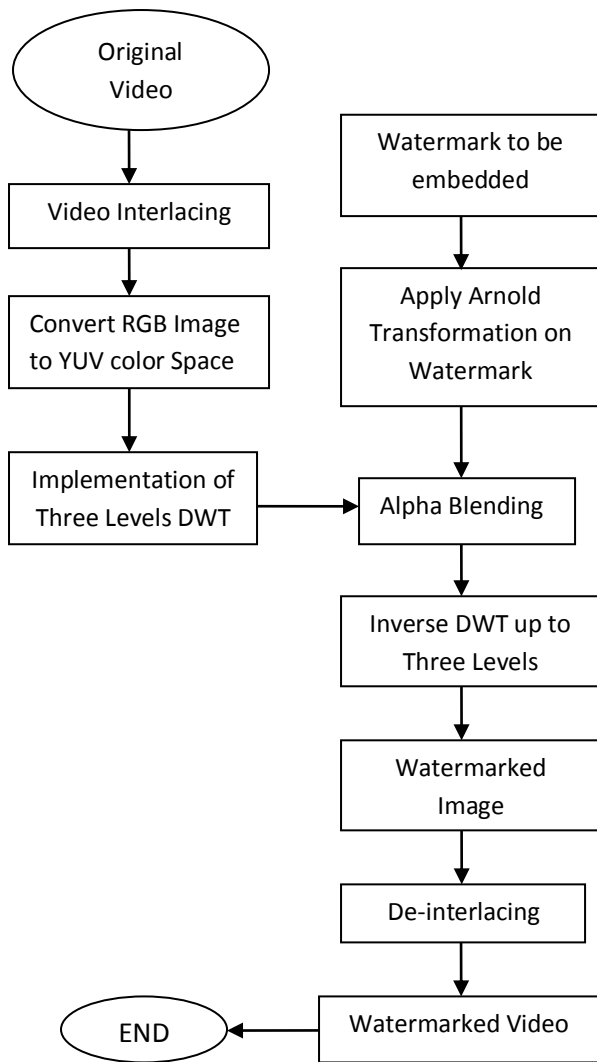 Original
Video
Video Interlacing
Convert RGB Image
to YUV color Space
Implementation of
Three Levels DWT
Watermark to be
embedded
Apply Arnold
Transformation on
Watermark
Alpha Blending
Inverse DWT up to
Three Levels
Watermarked
Image
De-interlacing
Watermarked Video
END